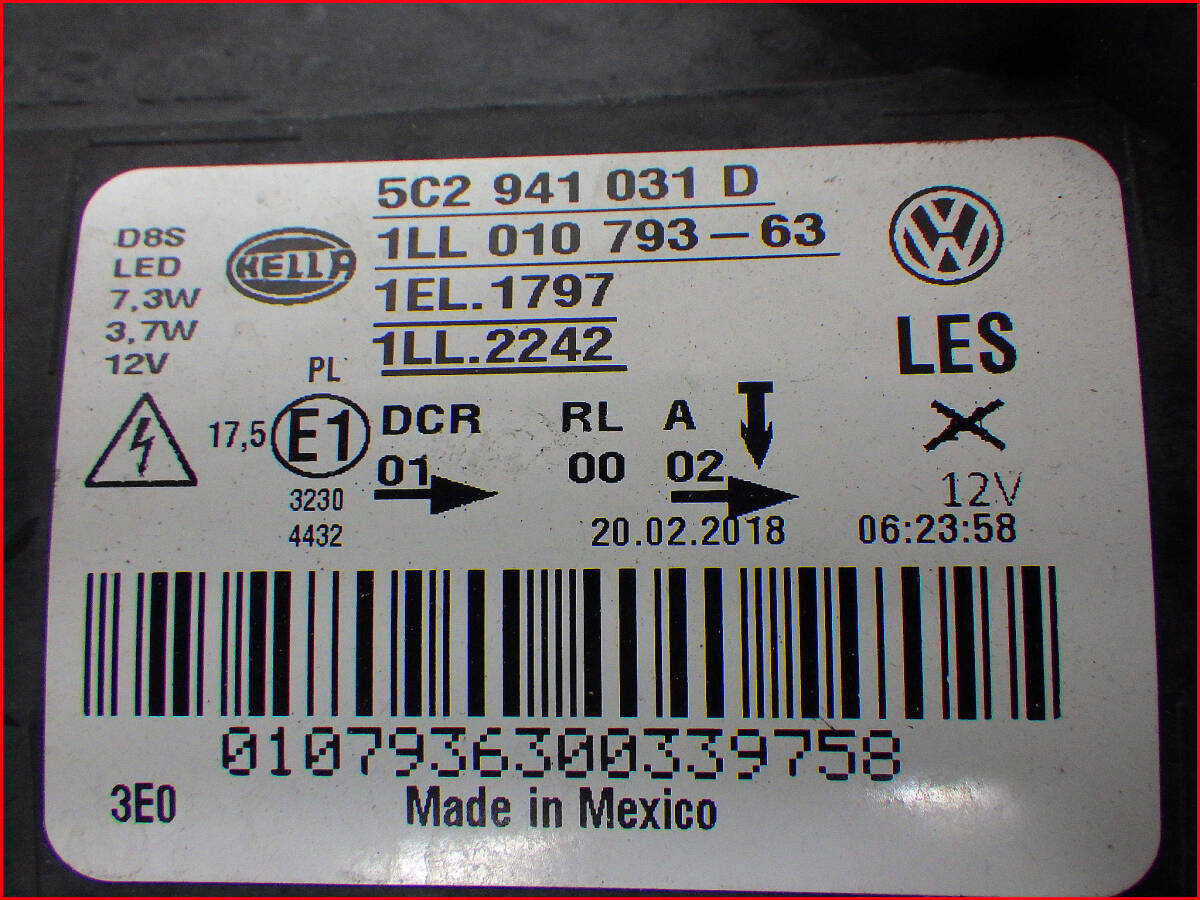 5C2 941 031 D
D8S
LED
7,3W
3,7W
12V
HELLA
1LL 010 793-63
1EL.1797
1LL.2242
LES
PL
17,5 E1 DCR RL A
01 00 02
3230
4432
12V
20.02.2018 06:23:58
0107936300339758
3E0 Made in Mexico